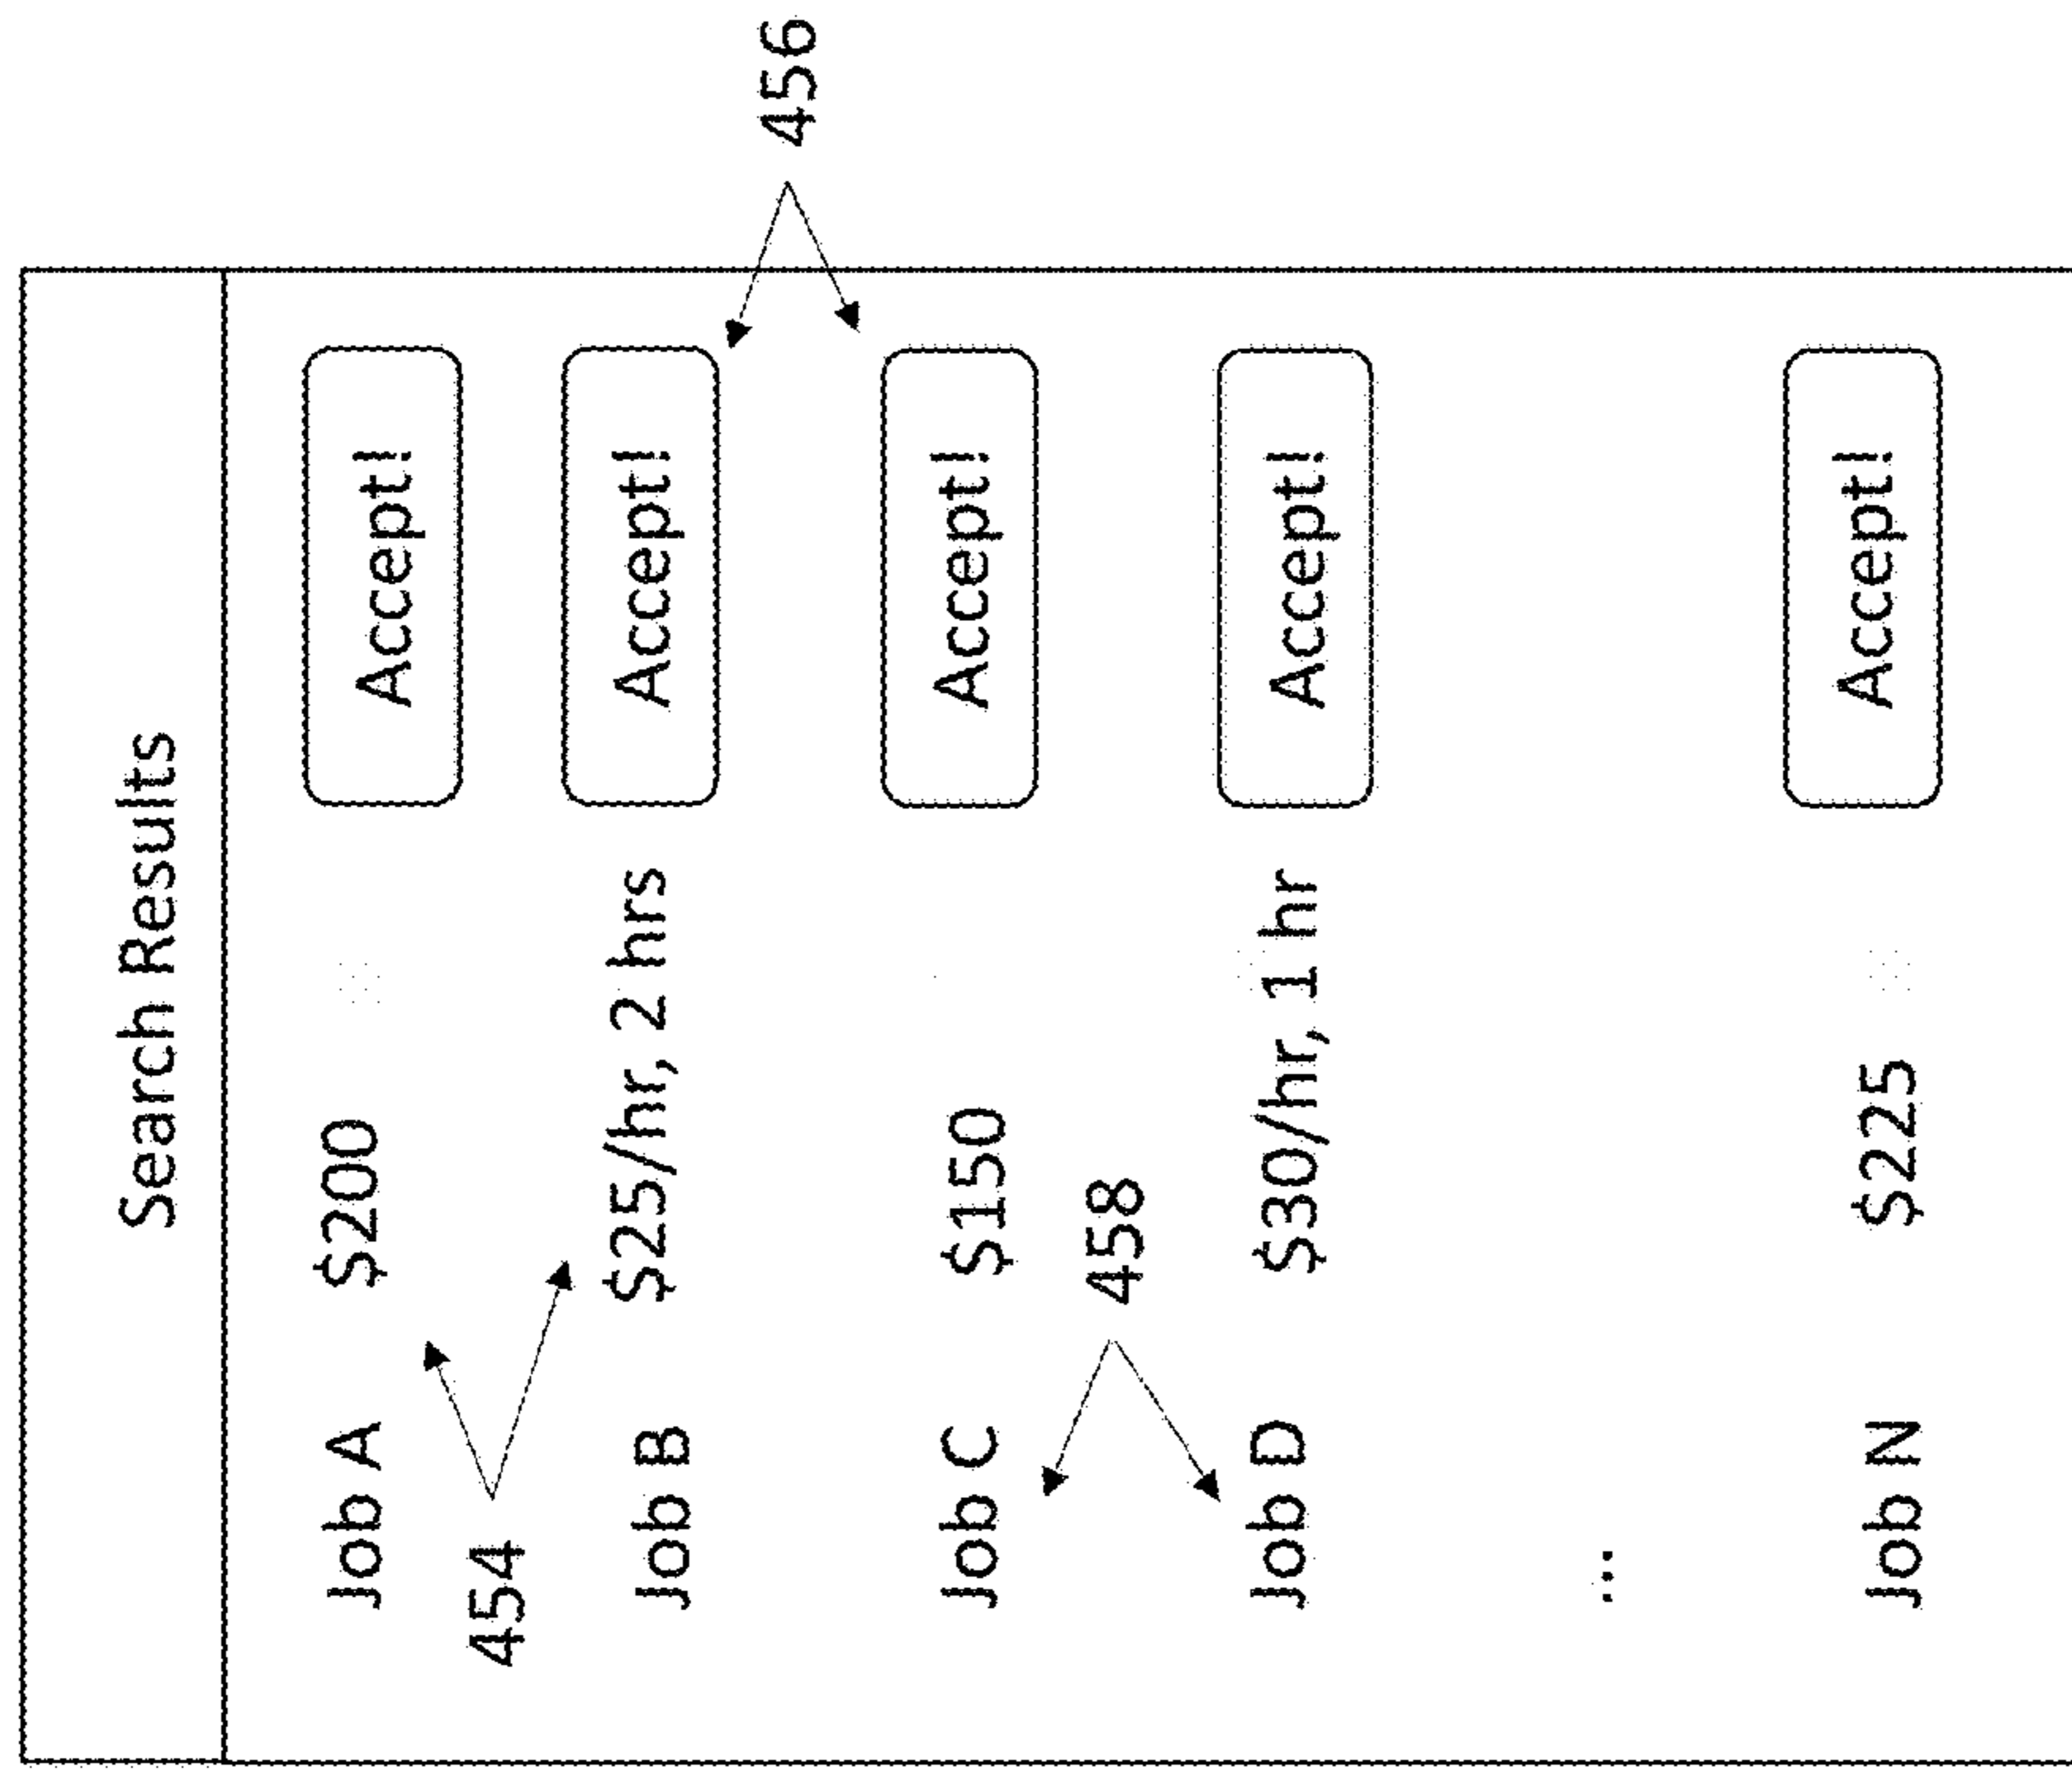 Search Results
Job A $200 Accept!
454
Job B $25/hr, 2 hrs Accept!
456
Job C $150 Accept!
458
Job D $30/hr, 1 hr Accept!
...
Job N $225 Accept!